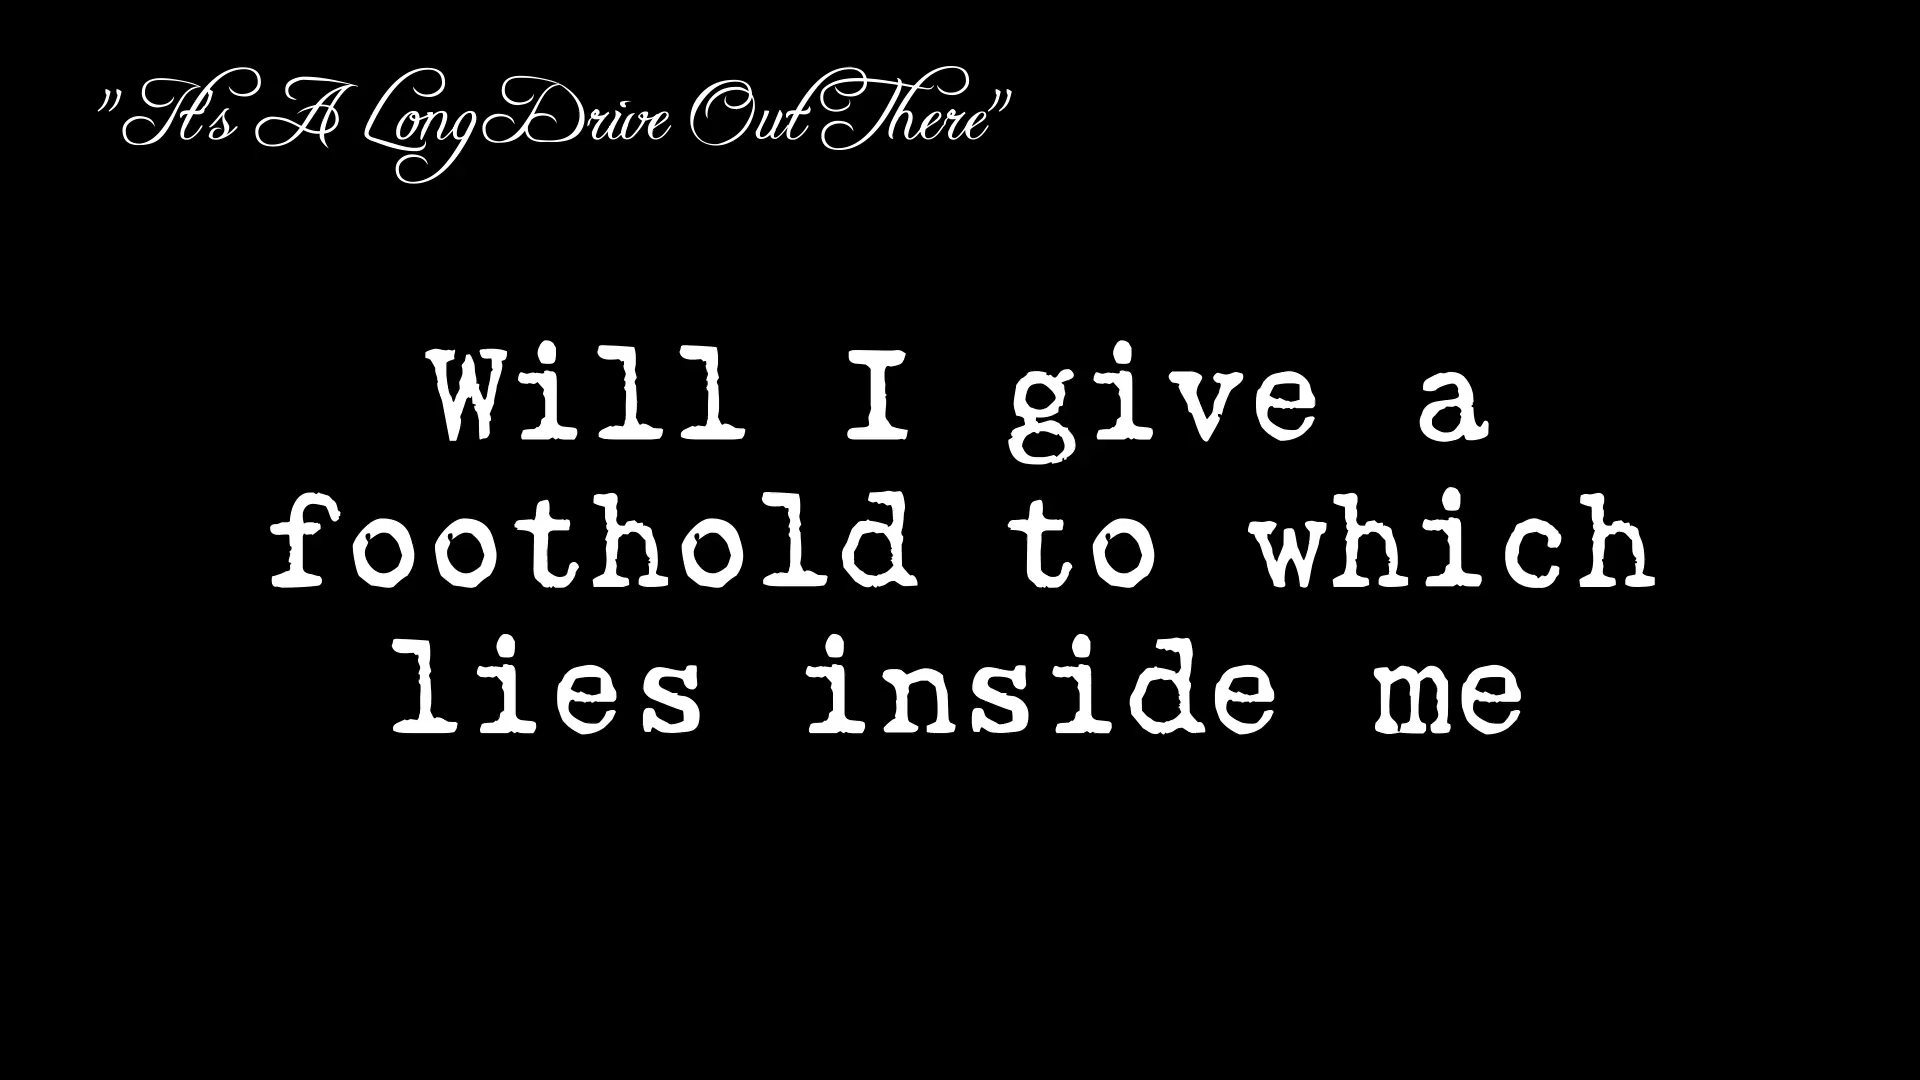 "It's A Long Drive Out There"
Will I give a
foothold to which
lies inside me